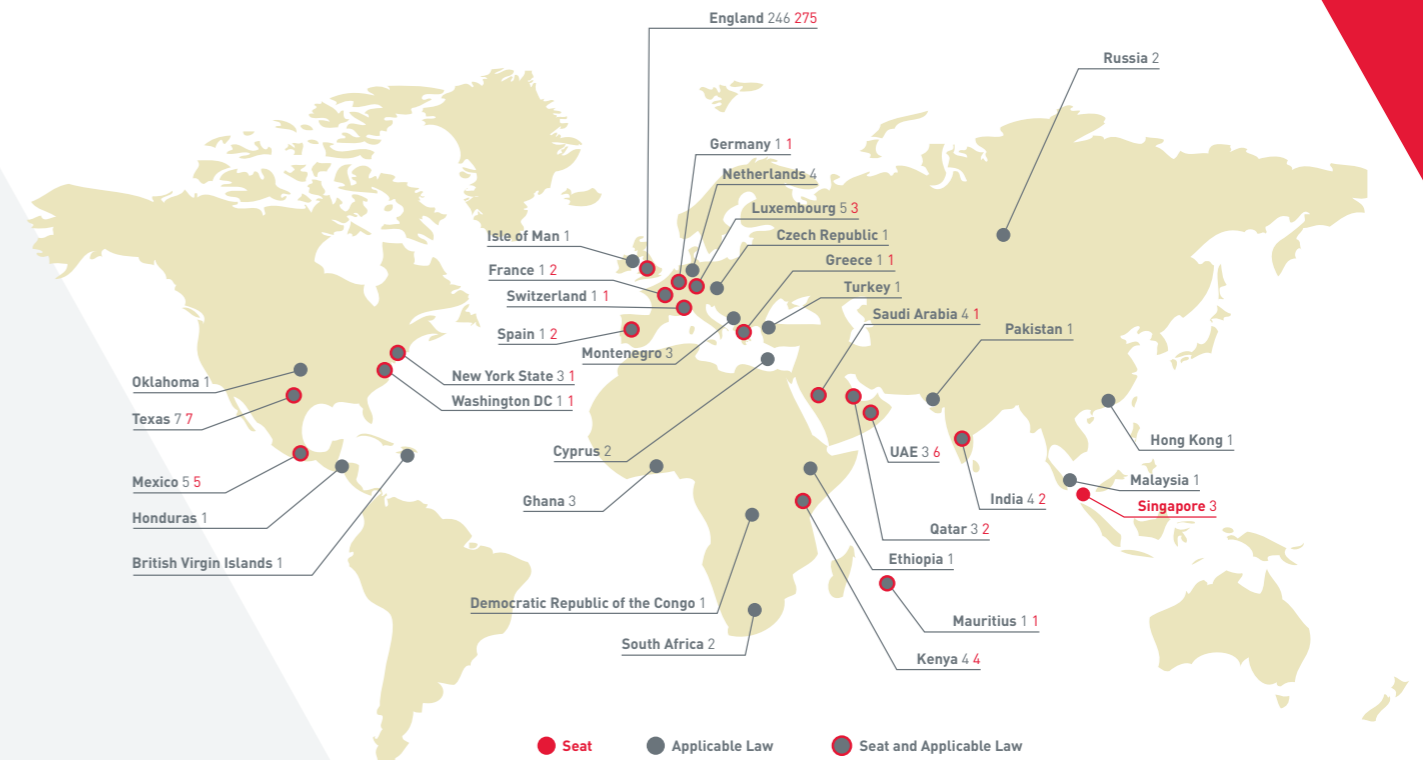 England 246 275
Russia 2
Germany 1 1
Netherlands 4
Luxembourg 5 3
Isle of Man 1
Czech Republic 1
Greece 1 1
France 1 2
Turkey 1
Switzerland 1 1
Saudi Arabia 4 1
Pakistan 1
Spain 1 2
Montenegro 3
New York State 3 1
Oklahoma 1
Washington DC 1 1
Texas 7 7
Hong Kong 1
Cyprus 2
UAE 3 6
Mexico 5 5
Malaysia 1
Ghana 3
India 4 2
Singapore 3
Honduras 1
Qatar 3 2
British Virgin Islands 1
Ethiopia 1
Democratic Republic of the Congo 1
Mauritius 1 1
South Africa 2
Kenya 4 4
Seat
Applicable Law
Seat and Applicable Law